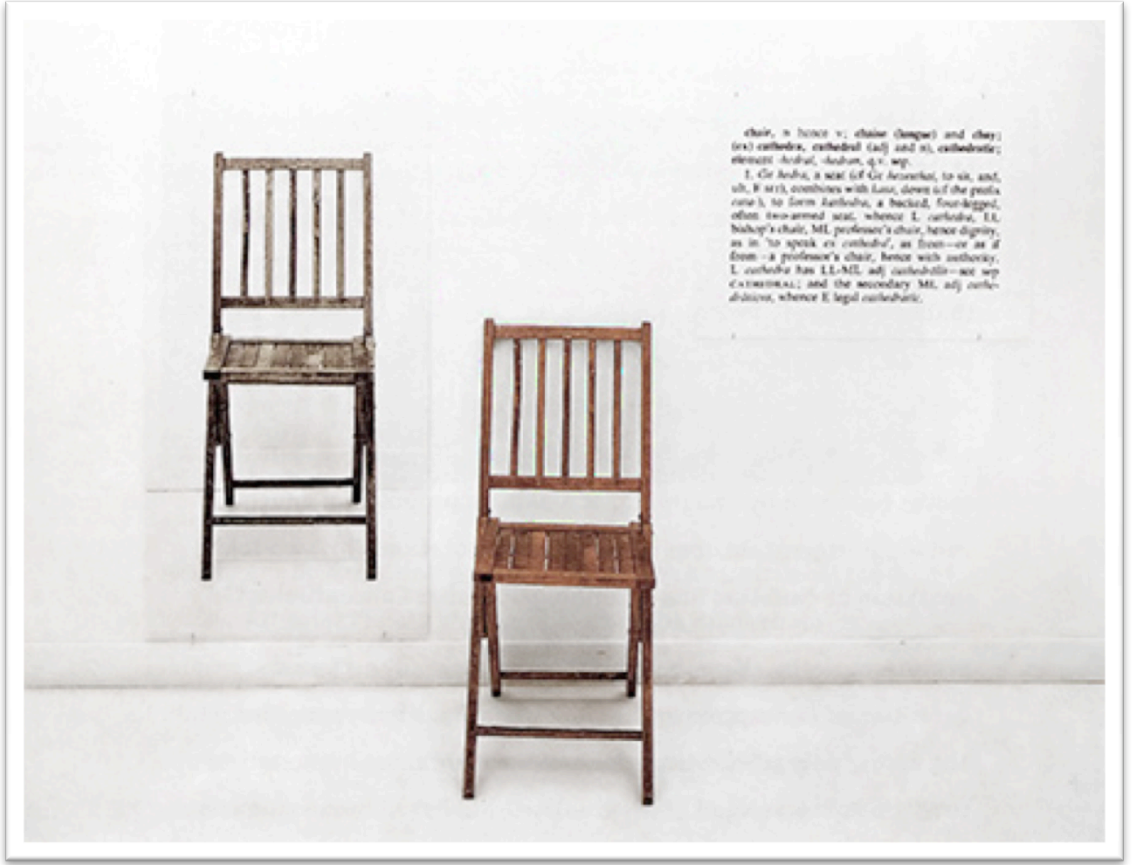 chair, n hence v; chaise (longue) and chay;
(ex) cathedra, cathedral (adj and n), cathedratic;
element -hedral, -hedron, q.v. sep.
1. Gr hedra, a seat (cf Gr hezesthai, to sit, and,
ult, E SIT), combines with kata, down (cf the prefix
cata-), to form kathedra, a backed, four-legged,
often two-armed seat, whence L cathedra, LL
bishop's chair, ML professor's chair, hence dignity,
as in 'to speak ex cathedra', as from—or as if
from—a professor's chair, hence with authority.
L cathedra has LL-ML adj cathedrālis—see sep
CATHEDRAL; and the secondary ML adj cathe-
drāticus, whence E legal cathedratic.